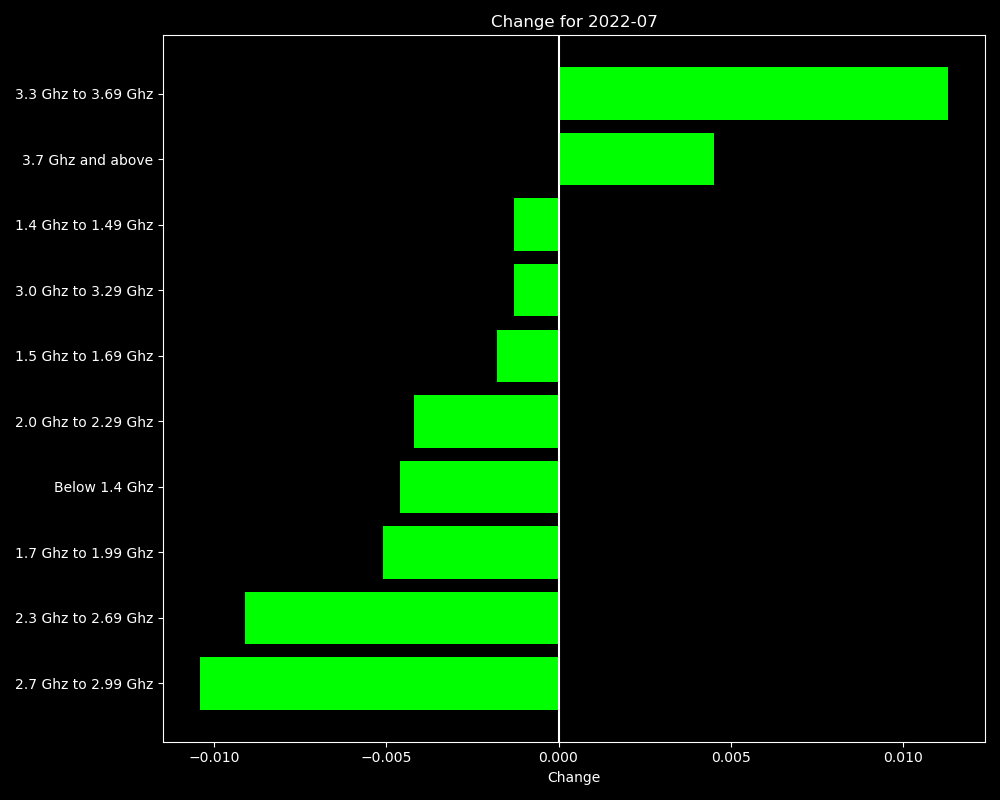 Change for 2022-07
3.3 Ghz to 3.69 Ghz
3.7 Ghz and above
1.4 Ghz to 1.49 Ghz
3.0 Ghz to 3.29 Ghz
1.5 Ghz to 1.69 Ghz
2.0 Ghz to 2.29 Ghz
Below 1.4 Ghz
1.7 Ghz to 1.99 Ghz
2.3 Ghz to 2.69 Ghz
2.7 Ghz to 2.99 Ghz
−0.010 −0.005 0.000 0.005 0.010
Change